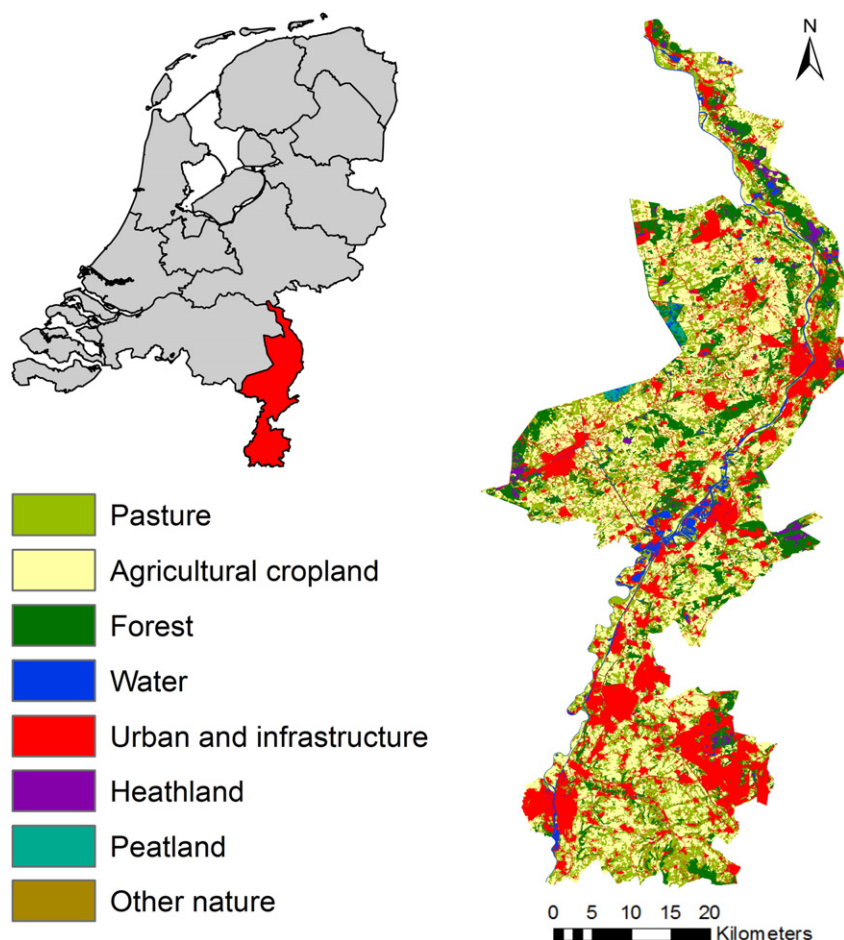 N
Pasture
Agricultural cropland
Forest
Water
Urban and infrastructure
Heathland
Peatland
Other nature
0 5 10 15 20
Kilometers